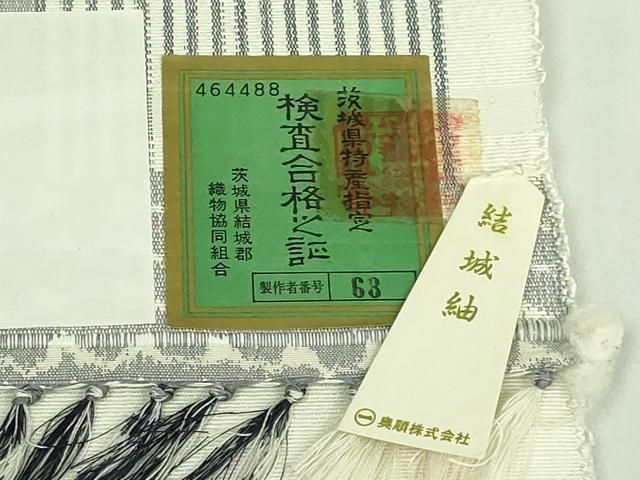 464488
茨城県特産指定
検査合格之証
茨城県結城郡
織物協同組合
製作者番号 63
結城紬
㊀奥順株式会社